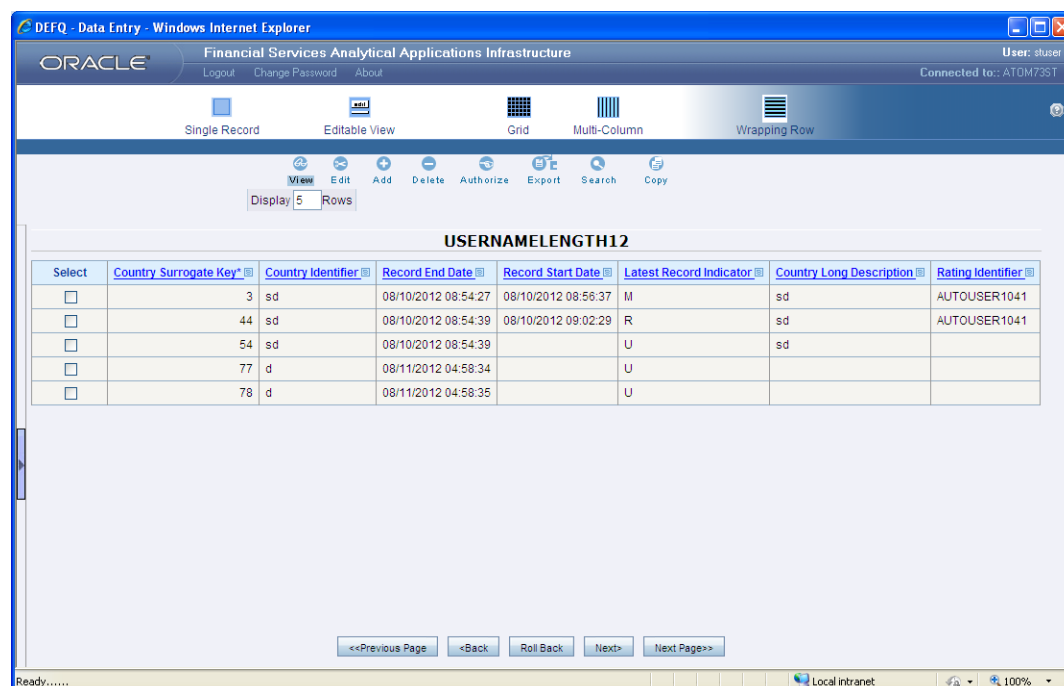 DEFQ - Data Entry - Windows Internet Explorer
ORACLE
Financial Services Analytical Applications Infrastructure
User: stuser
Logout Change Password About
Connected to:: ATOM73ST
Single Record Editable View Grid Multi-Column Wrapping Row
View Edit Add Delete Authorize Export Search Copy
Display 5 Rows
USERNAMELENGTH12
Select Country Surrogate Key* Country Identifier Record End Date Record Start Date Latest Record Indicator Country Long Description Rating Identifier
3 sd 08/10/2012 08:54:27 08/10/2012 08:56:37 M sd AUTOUSER1041
44 sd 08/10/2012 08:54:39 08/10/2012 09:02:29 R sd AUTOUSER1041
54 sd 08/10/2012 08:54:39 U sd
77 d 08/11/2012 04:58:34 U
78 d 08/11/2012 04:58:35 U
<<Previous Page <Back Roll Back Next> Next Page>>
Ready...... Local intranet 100%